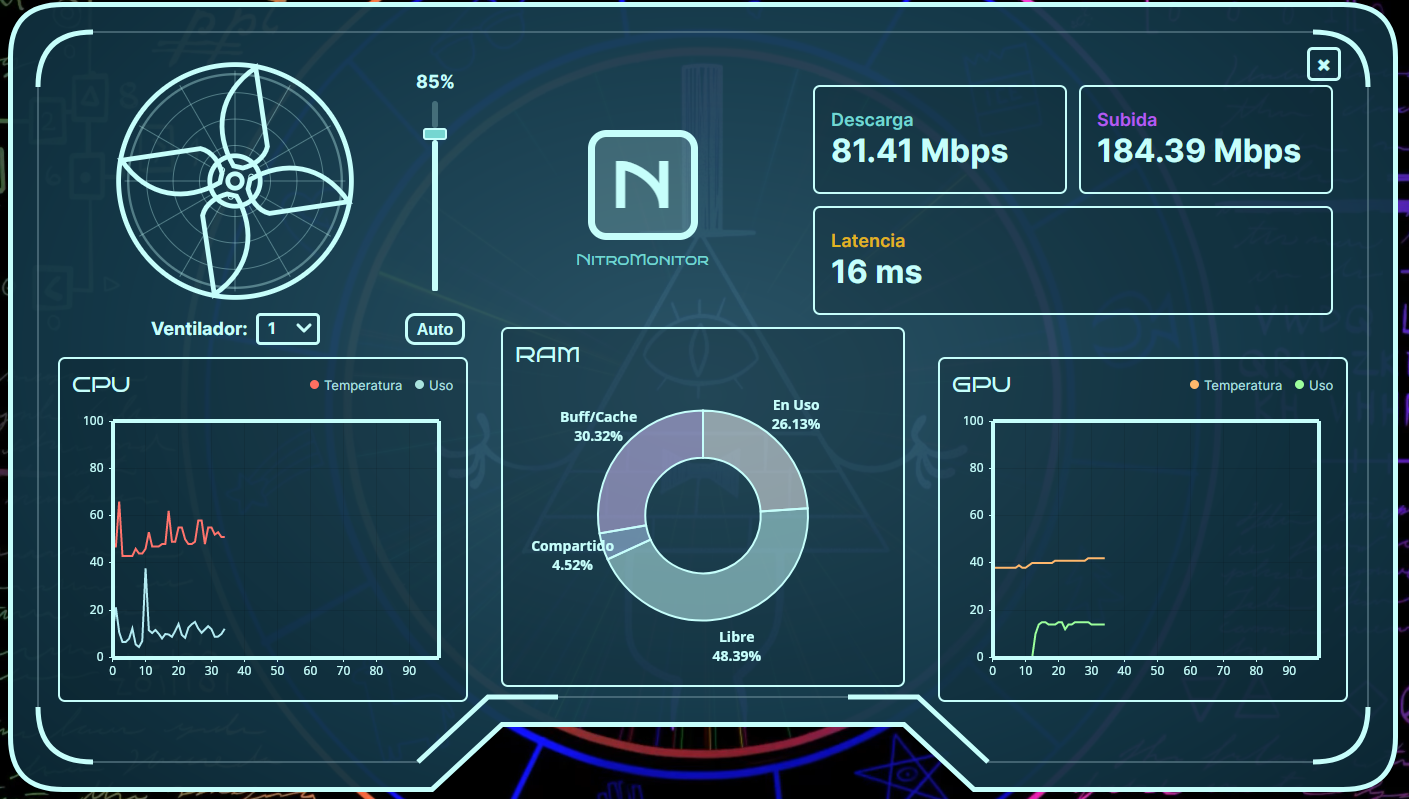 85%
NitroMonitor
Ventilador: 1
Auto
Descarga
81.41 Mbps
Subida
184.39 Mbps
Latencia
16 ms
CPU
Temperatura Uso
100
80
60
40
20
0
0 10 20 30 40 50 60 70 80 90
RAM
En Uso
26.13%
Buff/Cache
30.32%
Compartido
4.52%
Libre
48.39%
GPU
Temperatura Uso
100
80
60
40
20
0
0 10 20 30 40 50 60 70 80 90